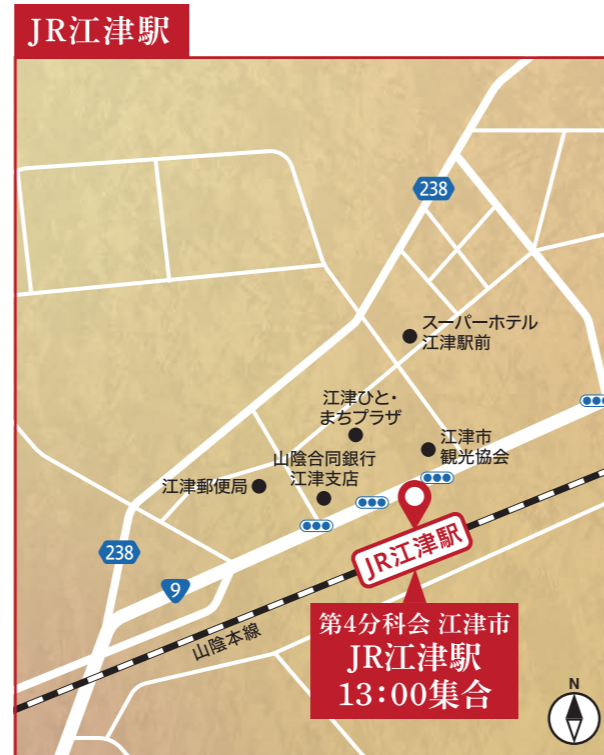 JR江津駅
238
スーパーホテル
江津駅前
江津ひと・
まちプラザ
江津市
観光協会
山陰合同銀行
江津支店
江津郵便局
JR江津駅
238
9
山陰本線
第4分科会 江津市
JR江津駅
13:00集合
N